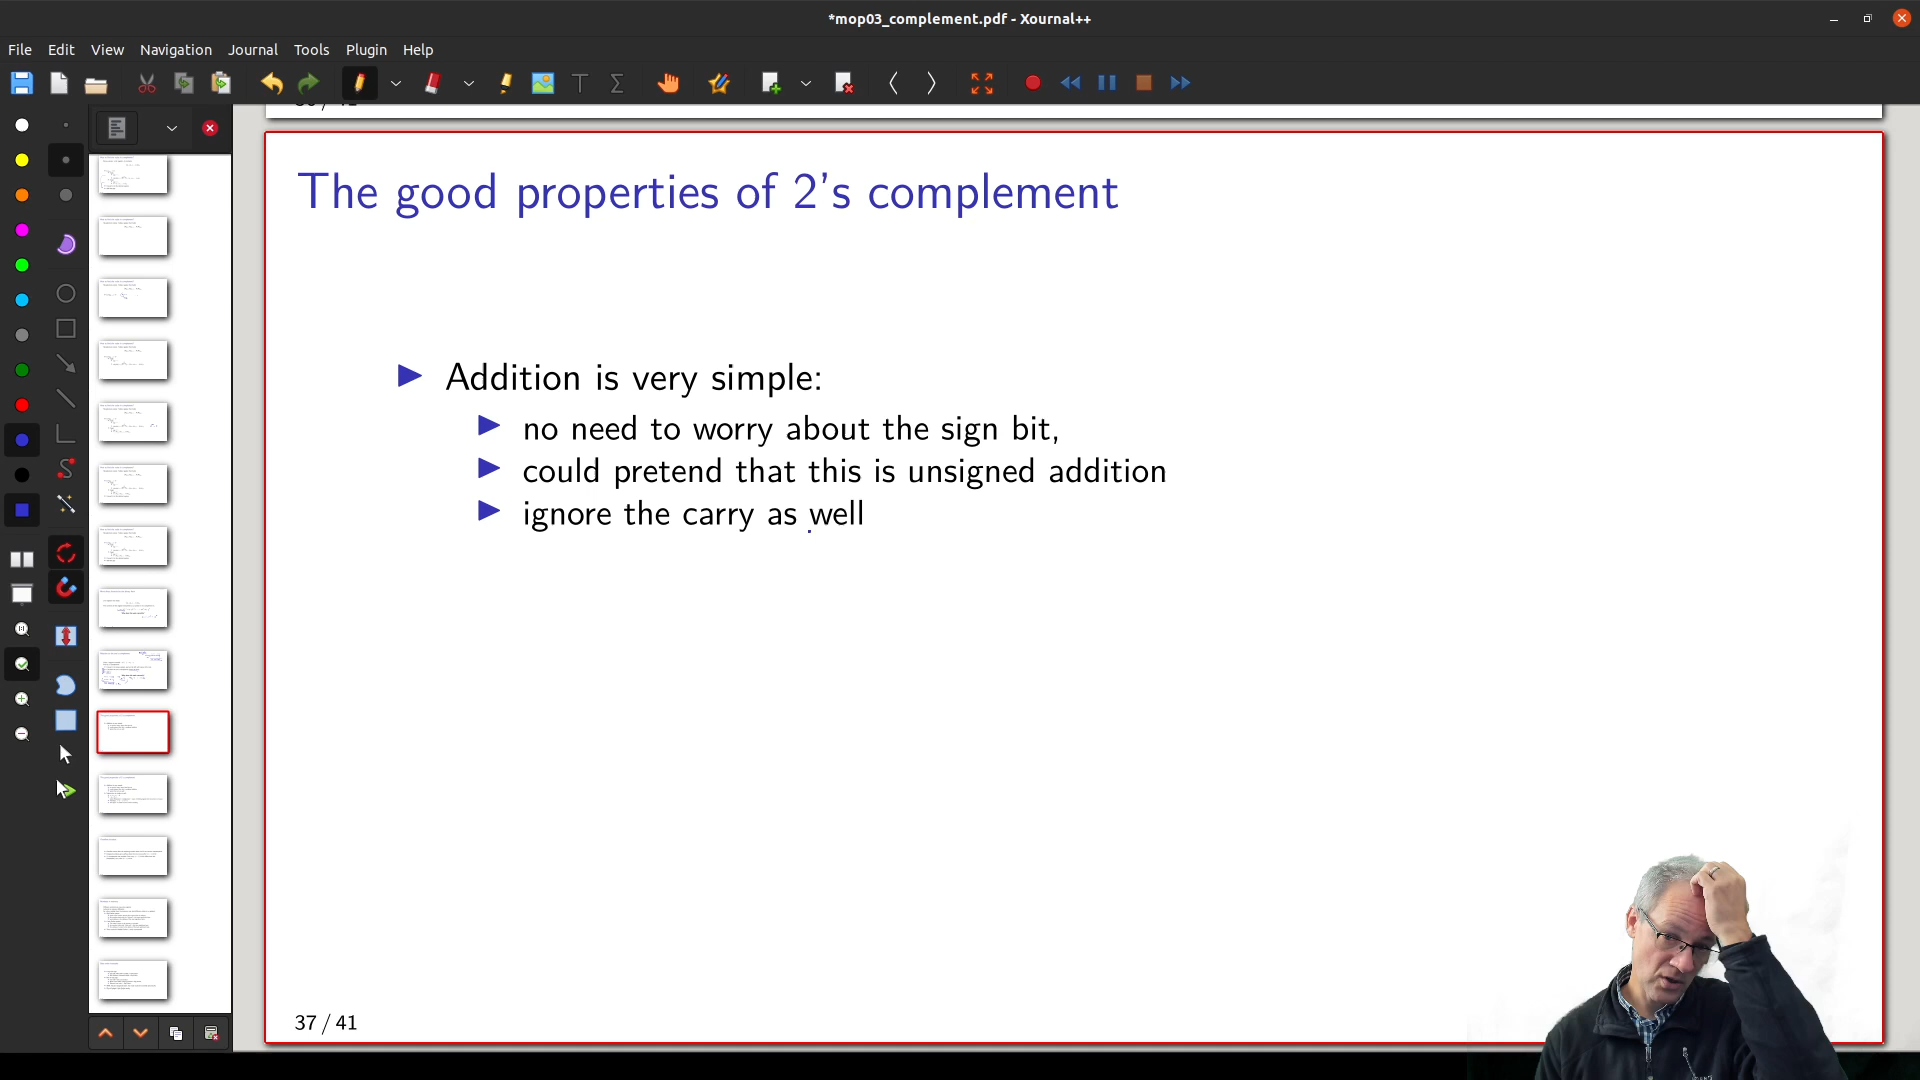 *mop03_complement.pdf - Xournal++
File Edit View Navigation Journal Tools Plugin Help
The good properties of 2's complement
▶ Addition is very simple:
▶ no need to worry about the sign bit,
▶ could pretend that this is unsigned addition
▶ ignore the carry as well
37 / 41